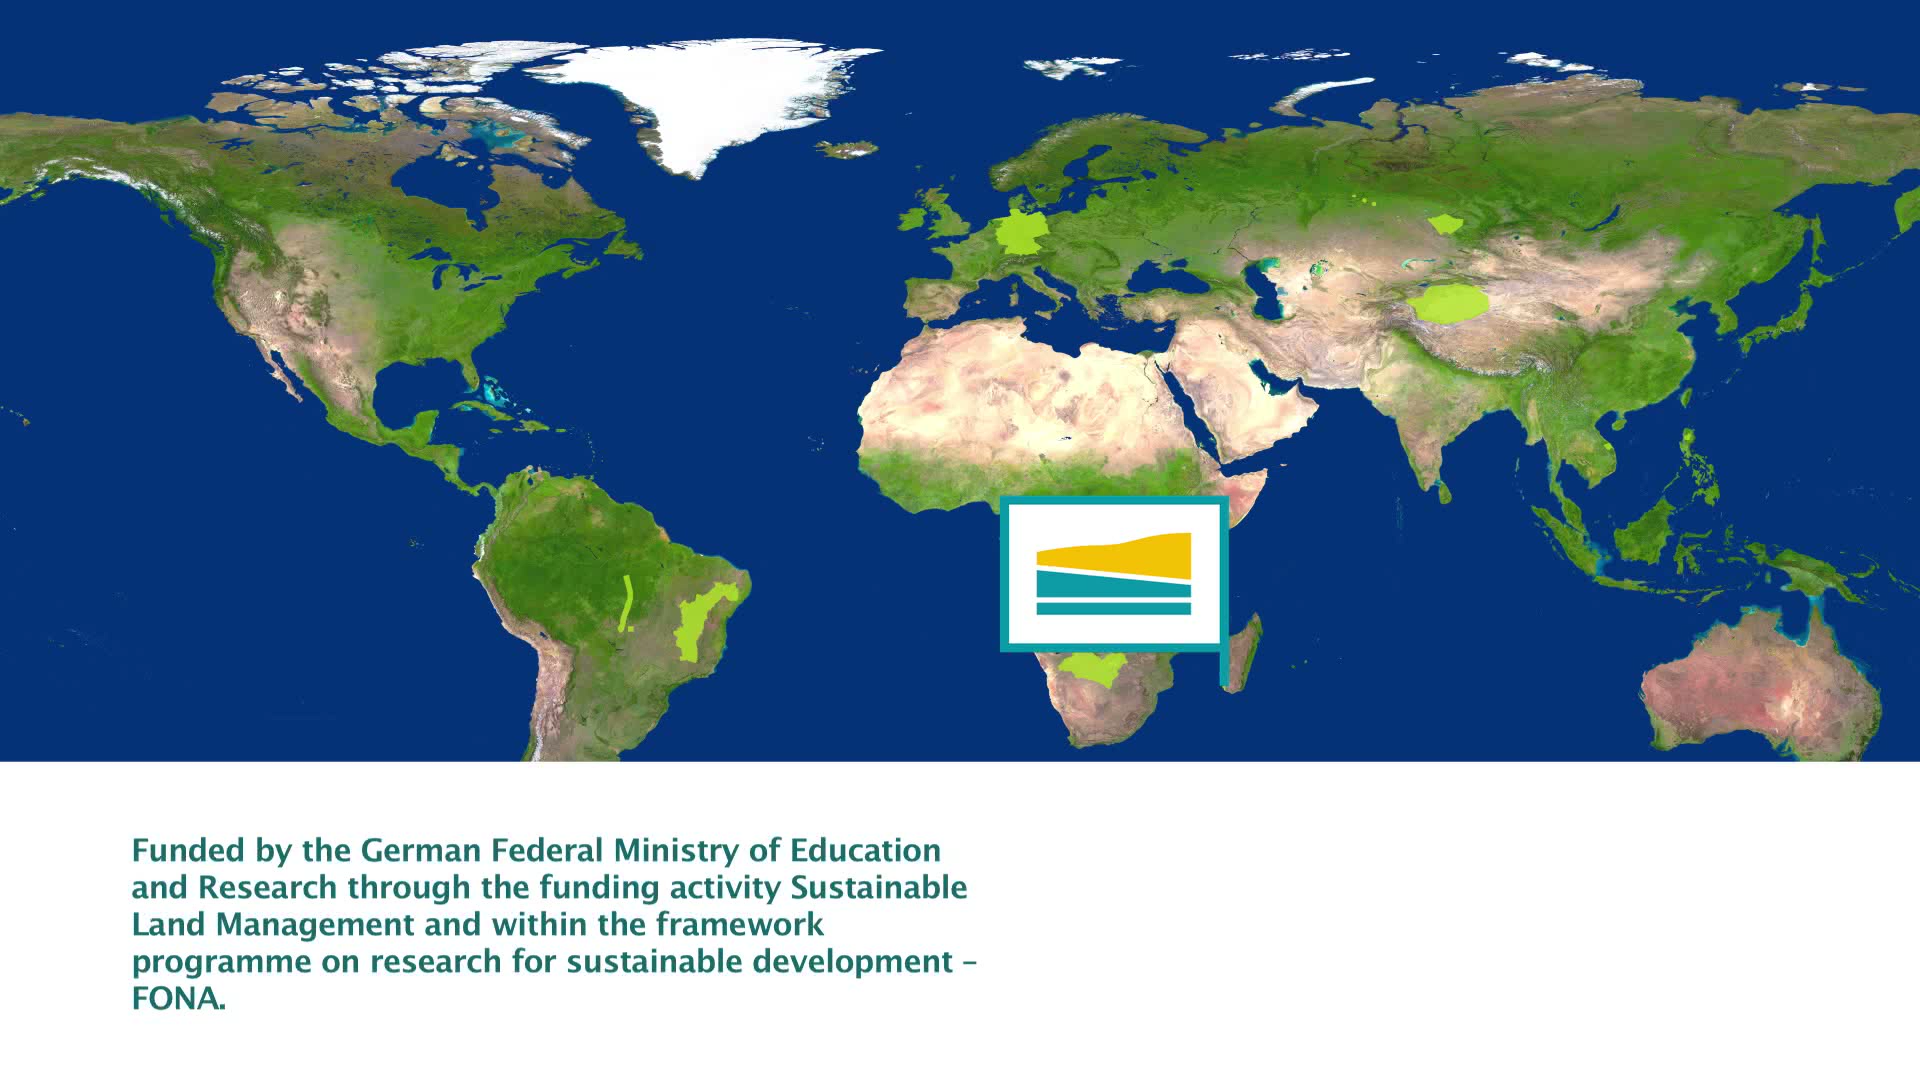 Funded by the German Federal Ministry of Education
and Research through the funding activity Sustainable
Land Management and within the framework
programme on research for sustainable development –
FONA.